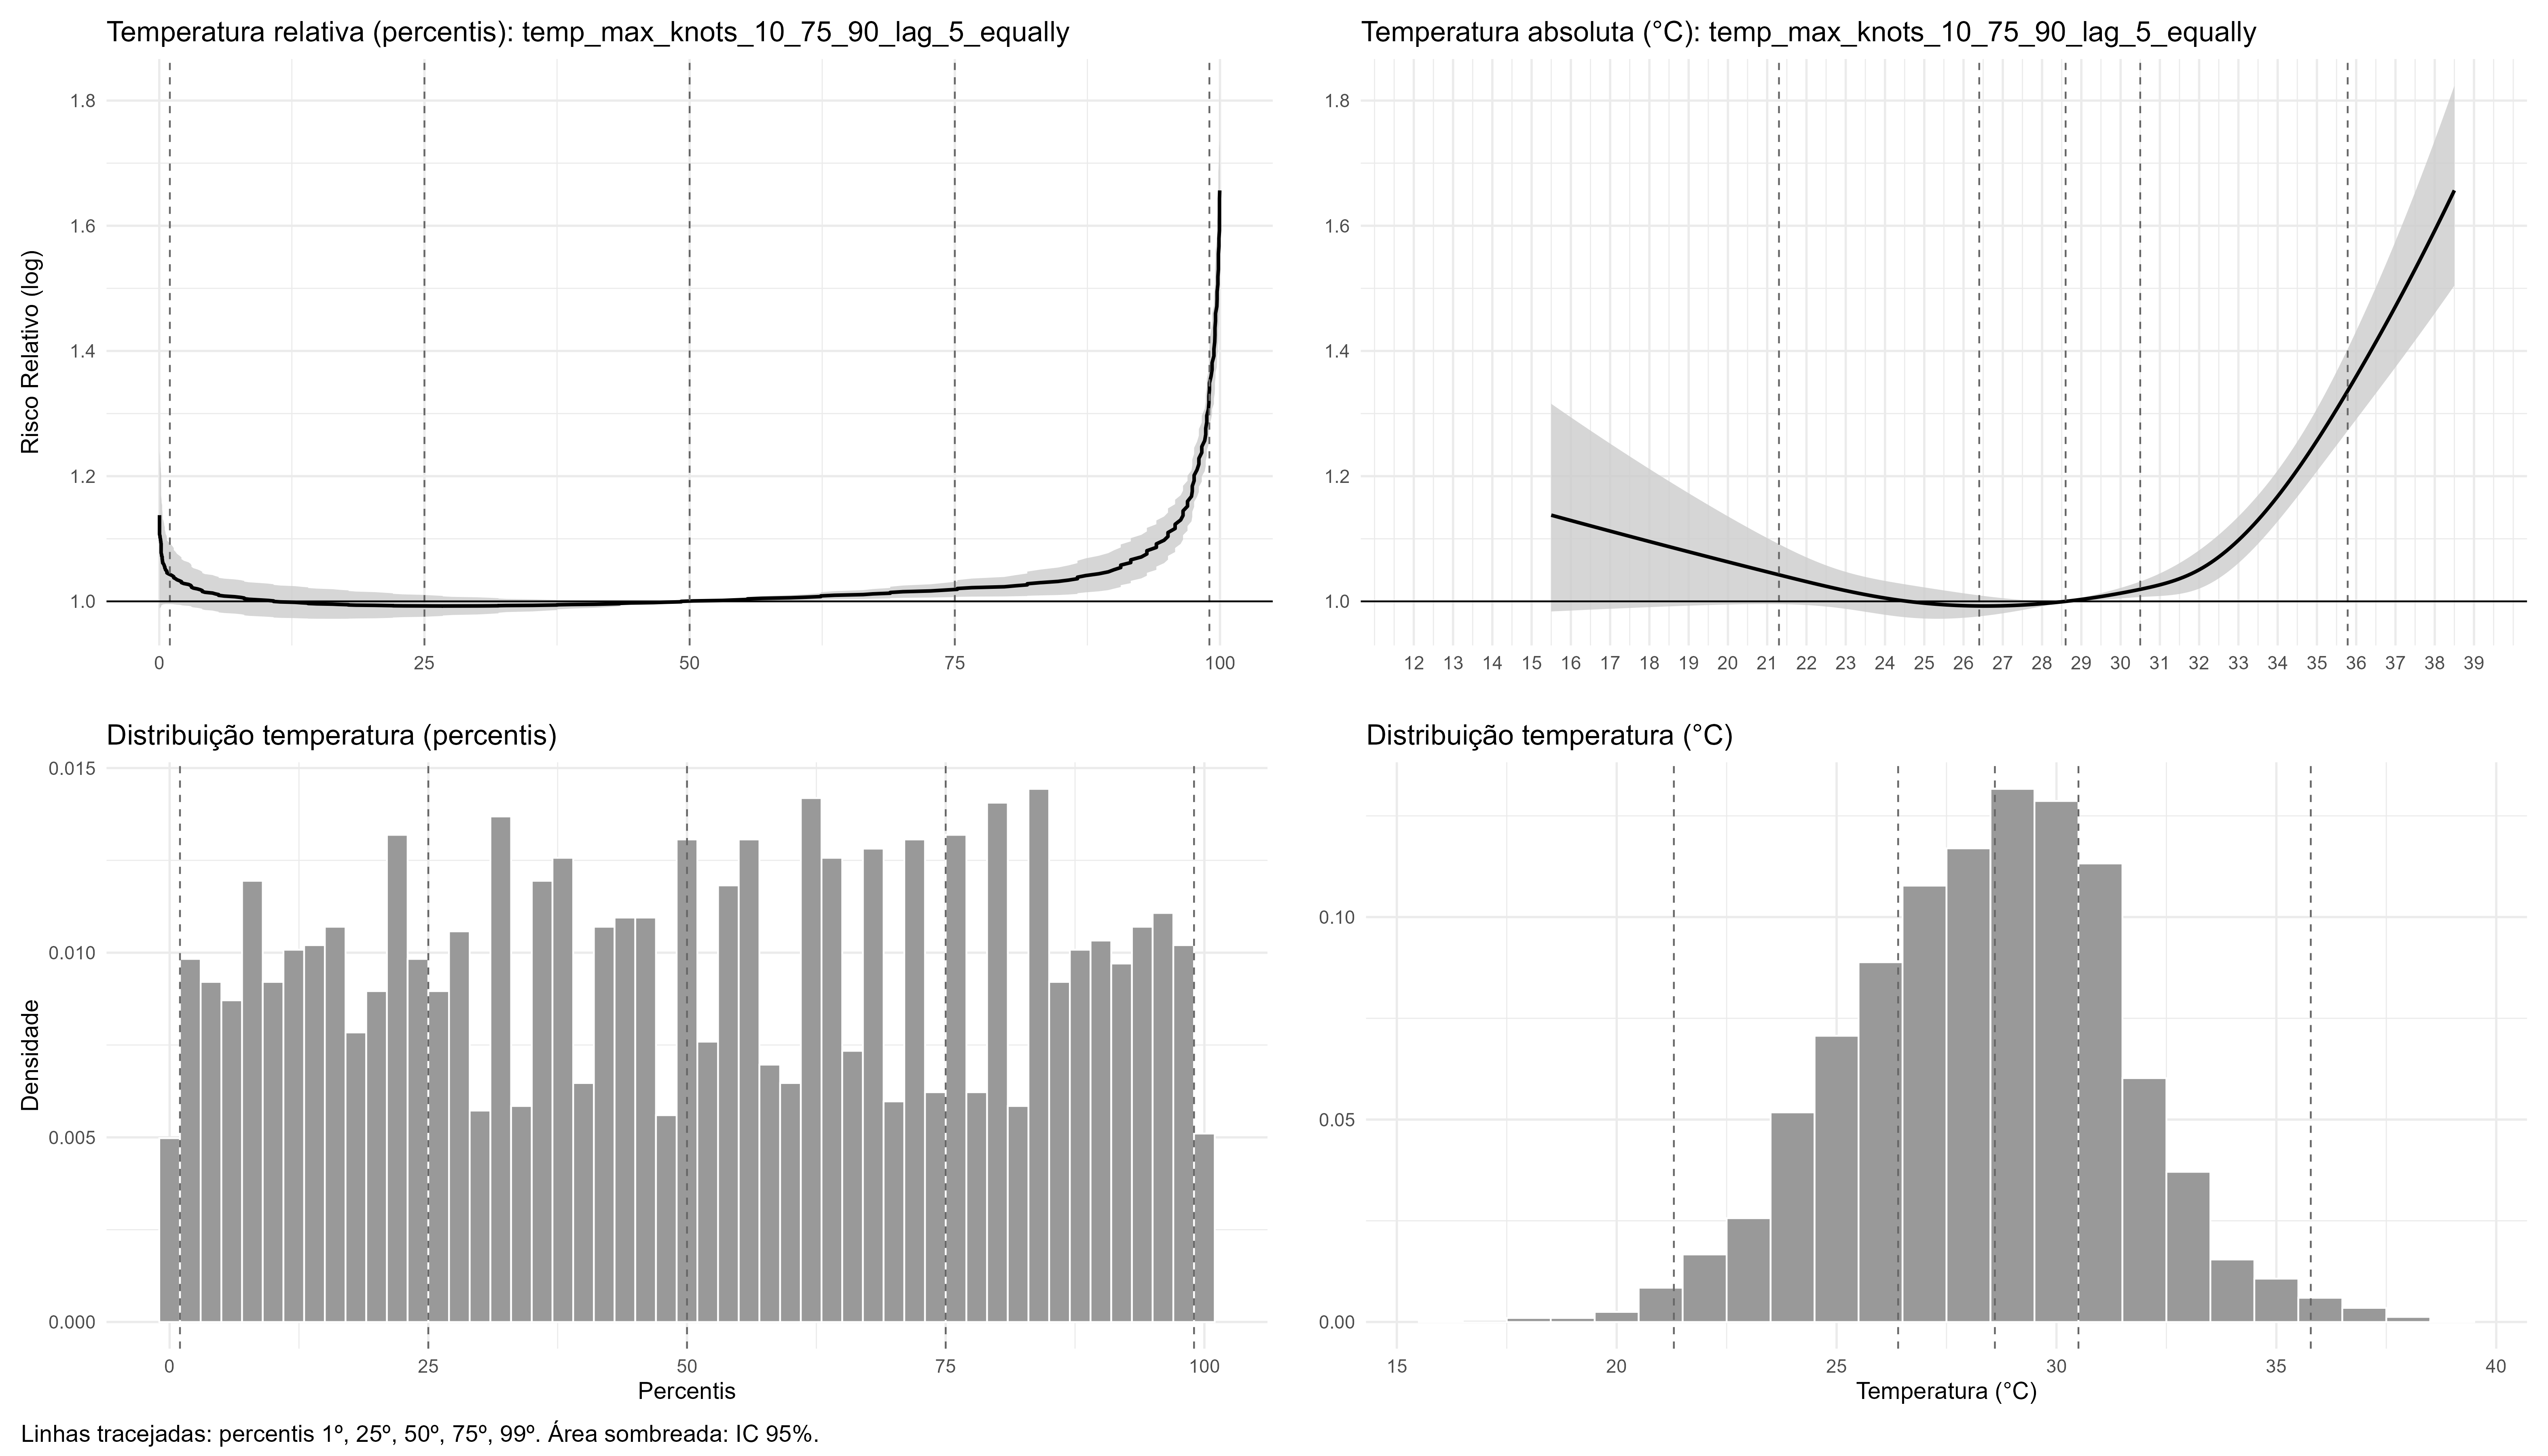 Temperatura relativa (percentis): temp_max_knots_10_75_90_lag_5_equally
Risco Relativo (log)
1.8
1.6
1.4
1.2
1.0
0 25 50 75 100
Temperatura absoluta (°C): temp_max_knots_10_75_90_lag_5_equally
1.8
1.6
1.4
1.2
1.0
12 13 14 15 16 17 18 19 20 21 22 23 24 25 26 27 28 29 30 31 32 33 34 35 36 37 38 39
Distribuição temperatura (percentis)
Densidade
0.015
0.010
0.005
0.000
0 25 50 75 100
Percentis
Distribuição temperatura (°C)
0.10
0.05
0.00
15 20 25 30 35 40
Temperatura (°C)
Linhas tracejadas: percentis 1º, 25º, 50º, 75º, 99º. Área sombreada: IC 95%.